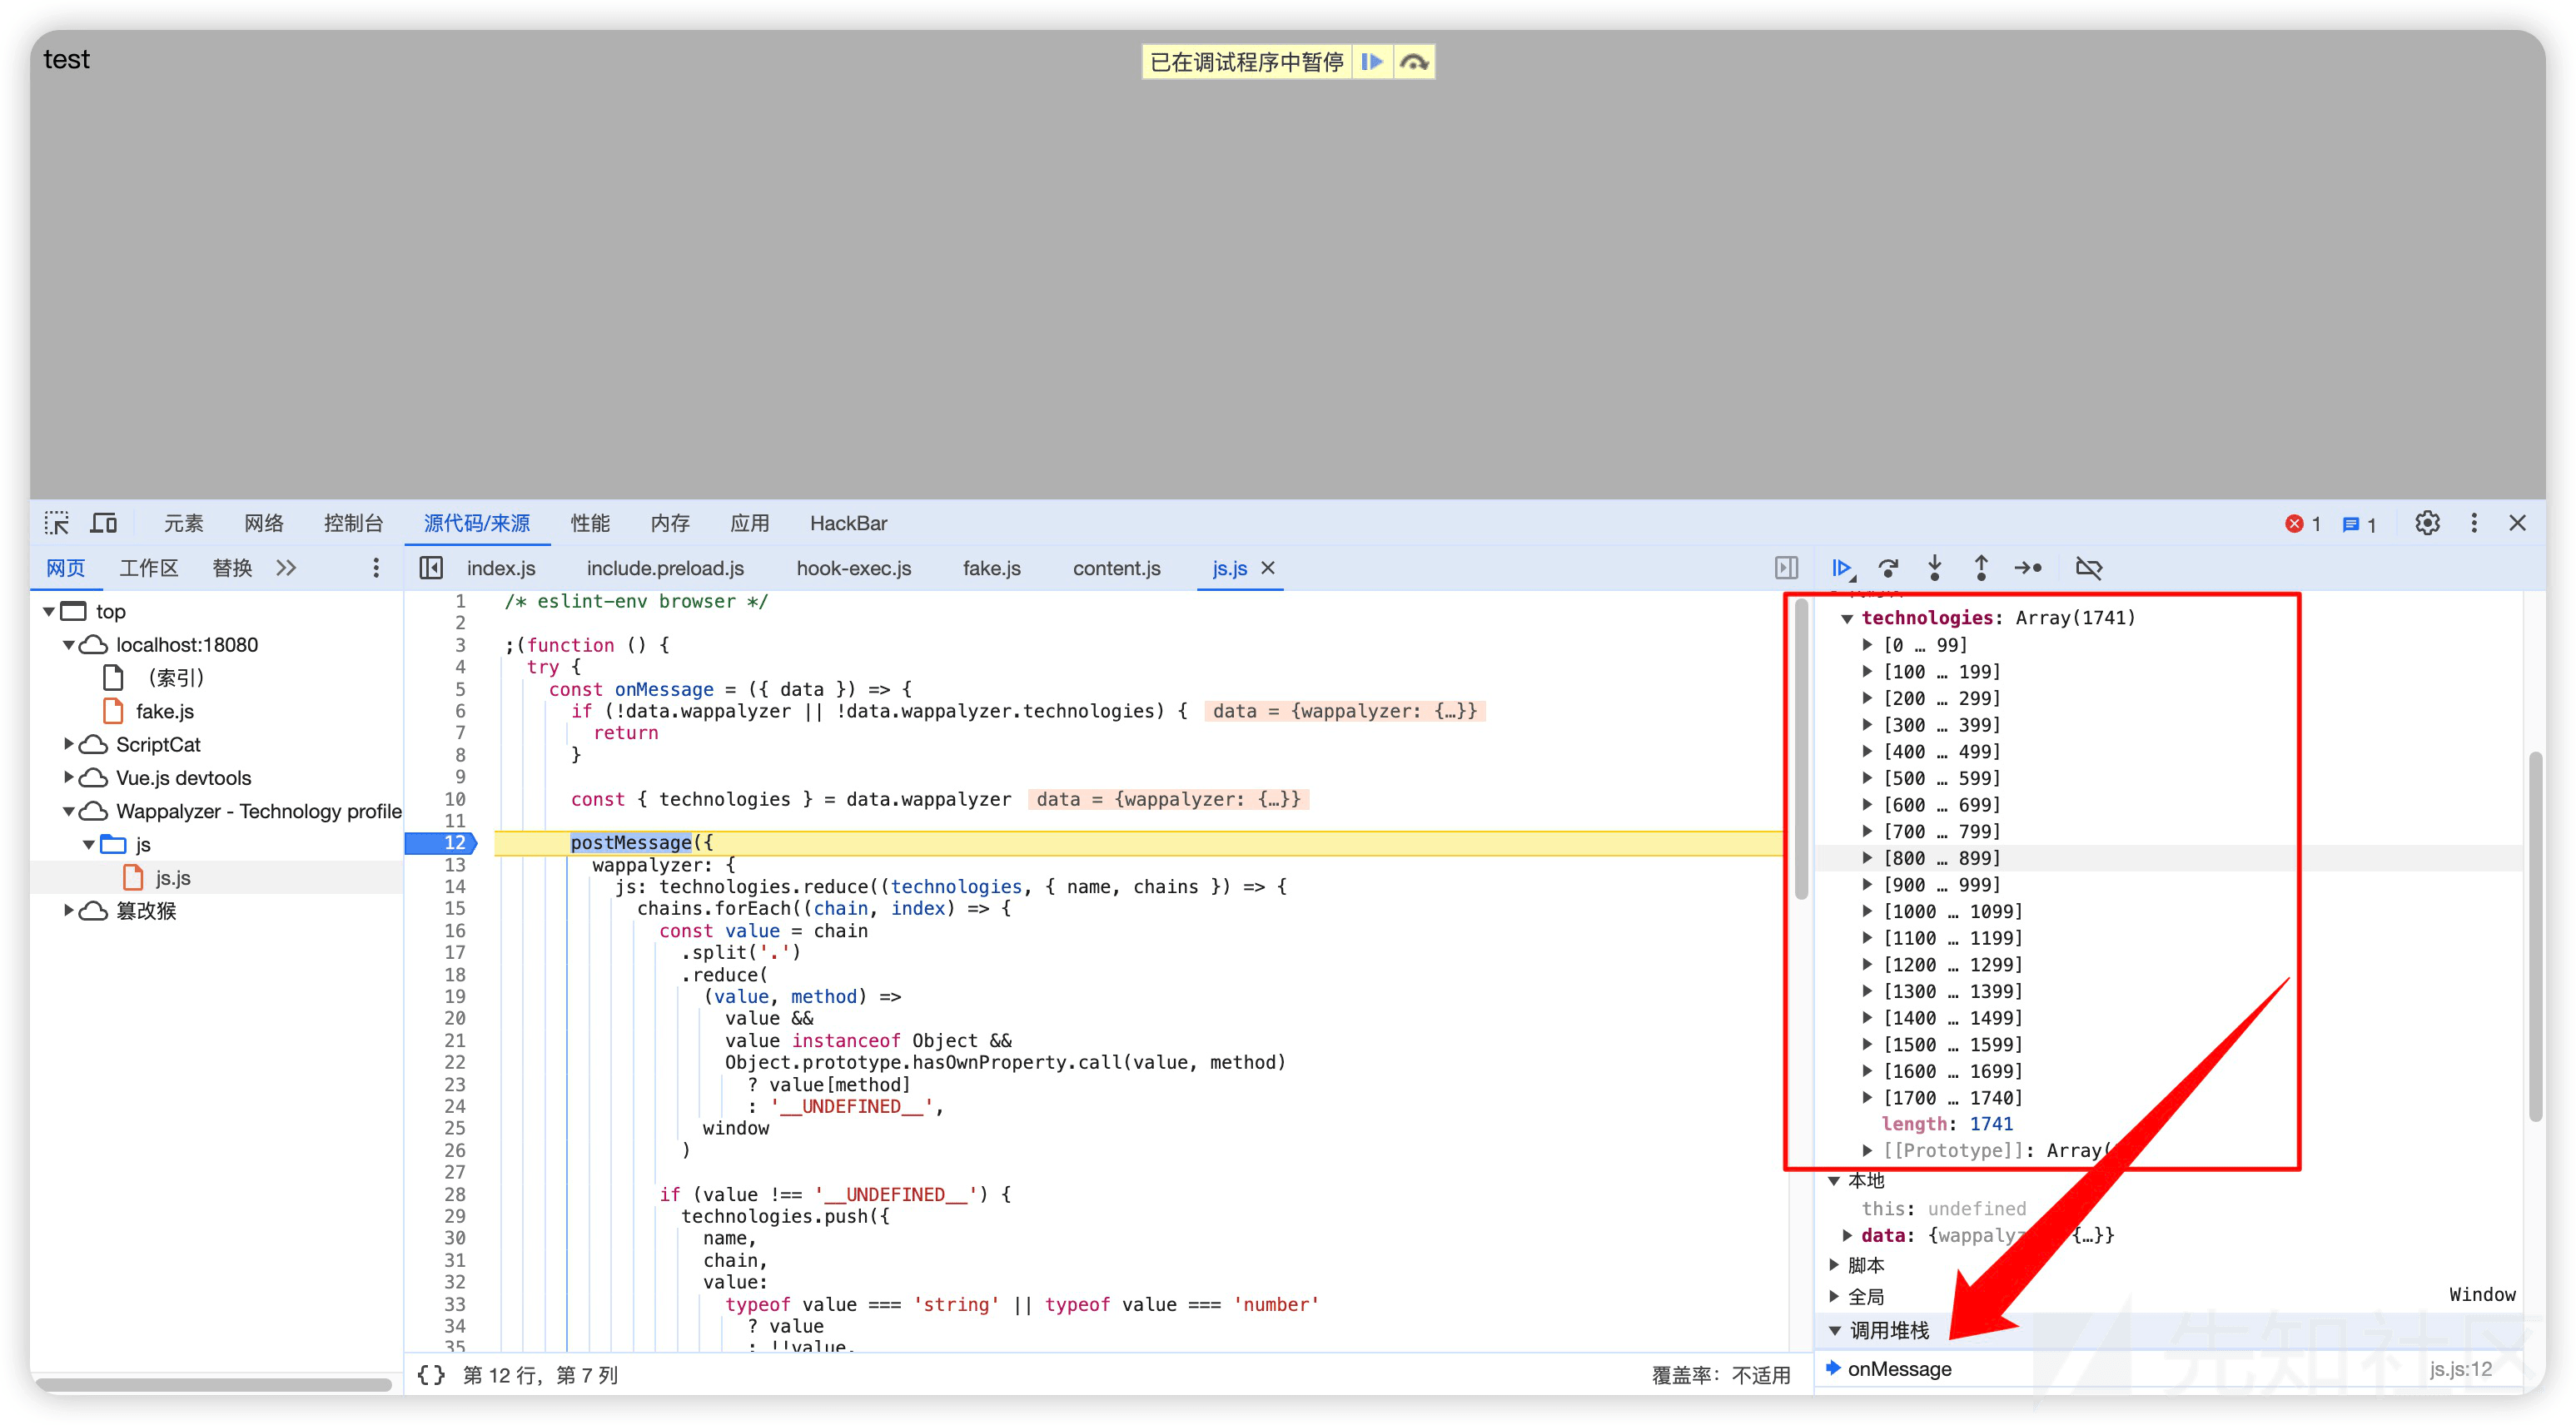 test
已在调试程序中暂停
元素 网络 控制台 源代码/来源 性能 内存 应用 HackBar 1 1
网页 工作区 替换
index.js include.preload.js hook-exec.js fake.js content.js js.js
top
localhost:18080
（索引）
fake.js
ScriptCat
Vue.js devtools
Wappalyzer - Technology profile
js
js.js
篡改猴
1 /* eslint-env browser */
2
3 ;(function () {
4 try {
5 const onMessage = ({ data }) => {
6 if (!data.wappalyzer || !data.wappalyzer.technologies) { data = {wappalyzer: {…}}
7 return
8 }
9
10 const { technologies } = data.wappalyzer data = {wappalyzer: {…}}
11
12 postMessage({
13 wappalyzer: {
14 js: technologies.reduce((technologies, { name, chains }) => {
15 chains.forEach((chain, index) => {
16 const value = chain
17 .split('.')
18 .reduce(
19 (value, method) =>
20 value &&
21 value instanceof Object &&
22 Object.prototype.hasOwnProperty.call(value, method)
23 ? value[method]
24 : '__UNDEFINED__',
25 window
26 )
27
28 if (value !== '__UNDEFINED__') {
29 technologies.push({
30 name,
31 chain,
32 value:
33 typeof value === 'string' || typeof value === 'number'
34 ? value
35 : !!value,
{} 第 12 行，第 7 列 覆盖率：不适用
technologies: Array(1741)
[0 … 99]
[100 … 199]
[200 … 299]
[300 … 399]
[400 … 499]
[500 … 599]
[600 … 699]
[700 … 799]
[800 … 899]
[900 … 999]
[1000 … 1099]
[1100 … 1199]
[1200 … 1299]
[1300 … 1399]
[1400 … 1499]
[1500 … 1599]
[1600 … 1699]
[1700 … 1740]
length: 1741
[[Prototype]]: Array(
本地
this: undefined
data: {wappalyz {…}}
脚本
全局 Window
调用堆栈
onMessage js.js:12
先知社区